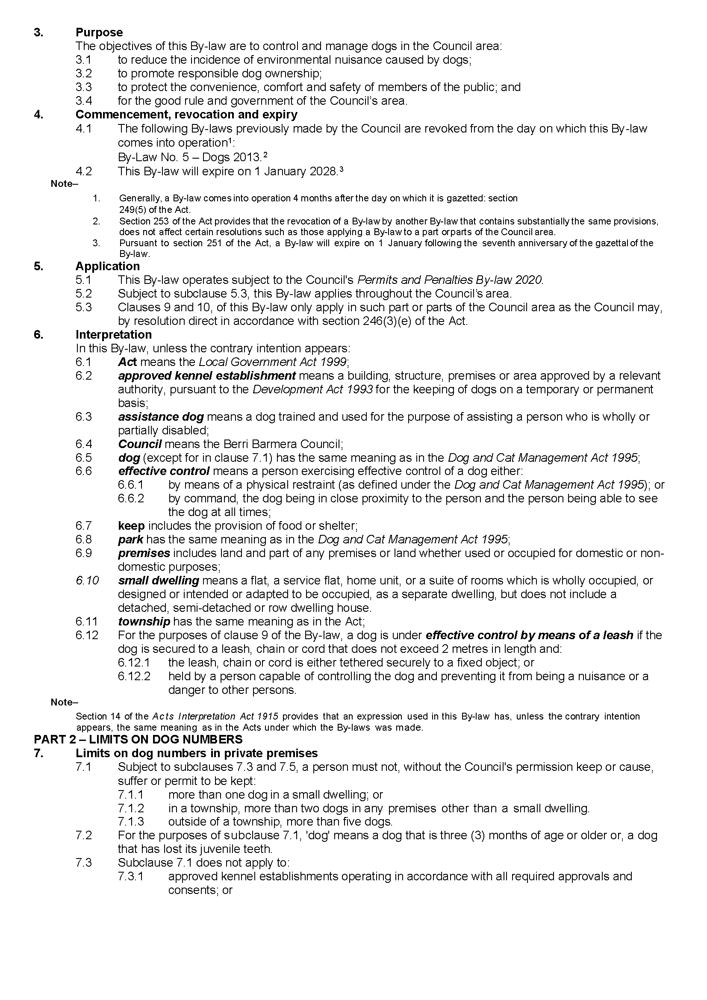 3. Purpose
The objectives of this By-law are to control and manage dogs in the Council area:
3.1 to reduce the incidence of environmental nuisance caused by dogs;
3.2 to promote responsible dog ownership;
3.3 to protect the convenience, comfort and safety of members of the public; and
3.4 for the good rule and government of the Council’s area.
4. Commencement, revocation and expiry
4.1 The following By-laws previously made by the Council are revoked from the day on which this By-law
comes into operation¹:
By-Law No. 5 – Dogs 2013.²
4.2 This By-law will expire on 1 January 2028.³
Note–
1. Generally, a By-law comes into operation 4 months after the day on which it is gazetted: section
249(5) of the Act.
2. Section 253 of the Act provides that the revocation of a By-law by another By-law that contains substantially the same provisions,
does not affect certain resolutions such as those applying a By-law to a part orparts of the Council area.
3. Pursuant to section 251 of the Act, a By-law will expire on 1 January following the seventh anniversary of the gazettal of the
By-law.
5. Application
5.1 This By-law operates subject to the Council's Permits and Penalties By-law 2020.
5.2 Subject to subclause 5.3, this By-law applies throughout the Council’s area.
5.3 Clauses 9 and 10, of this By-law only apply in such part or parts of the Council area as the Council may,
by resolution direct in accordance with section 246(3)(e) of the Act.
6. Interpretation
In this By-law, unless the contrary intention appears:
6.1 Act means the Local Government Act 1999;
6.2 approved kennel establishment means a building, structure, premises or area approved by a relevant
authority, pursuant to the Development Act 1993 for the keeping of dogs on a temporary or permanent
basis;
6.3 assistance dog means a dog trained and used for the purpose of assisting a person who is wholly or
partially disabled;
6.4 Council means the Berri Barmera Council;
6.5 dog (except for in clause 7.1) has the same meaning as in the Dog and Cat Management Act 1995;
6.6 effective control means a person exercising effective control of a dog either:
6.6.1 by means of a physical restraint (as defined under the Dog and Cat Management Act 1995); or
6.6.2 by command, the dog being in close proximity to the person and the person being able to see
the dog at all times;
6.7 keep includes the provision of food or shelter;
6.8 park has the same meaning as in the Dog and Cat Management Act 1995;
6.9 premises includes land and part of any premises or land whether used or occupied for domestic or non-
domestic purposes;
6.10 small dwelling means a flat, a service flat, home unit, or a suite of rooms which is wholly occupied, or
designed or intended or adapted to be occupied, as a separate dwelling, but does not include a
detached, semi-detached or row dwelling house.
6.11 township has the same meaning as in the Act;
6.12 For the purposes of clause 9 of the By-law, a dog is under effective control by means of a leash if the
dog is secured to a leash, chain or cord that does not exceed 2 metres in length and:
6.12.1 the leash, chain or cord is either tethered securely to a fixed object; or
6.12.2 held by a person capable of controlling the dog and preventing it from being a nuisance or a
danger to other persons.
Note–
Section 14 of the Acts Interpretation Act 1915 provides that an expression used in this By-law has, unless the contrary intention
appears, the same meaning as in the Acts under which the By-laws was made.
PART 2 – LIMITS ON DOG NUMBERS
7. Limits on dog numbers in private premises
7.1 Subject to subclauses 7.3 and 7.5, a person must not, without the Council's permission keep or cause,
suffer or permit to be kept:
7.1.1 more than one dog in a small dwelling; or
7.1.2 in a township, more than two dogs in any premises other than a small dwelling.
7.1.3 outside of a township, more than five dogs.
7.2 For the purposes of subclause 7.1, 'dog' means a dog that is three (3) months of age or older or, a dog
that has lost its juvenile teeth.
7.3 Subclause 7.1 does not apply to:
7.3.1 approved kennel establishments operating in accordance with all required approvals and
consents; or